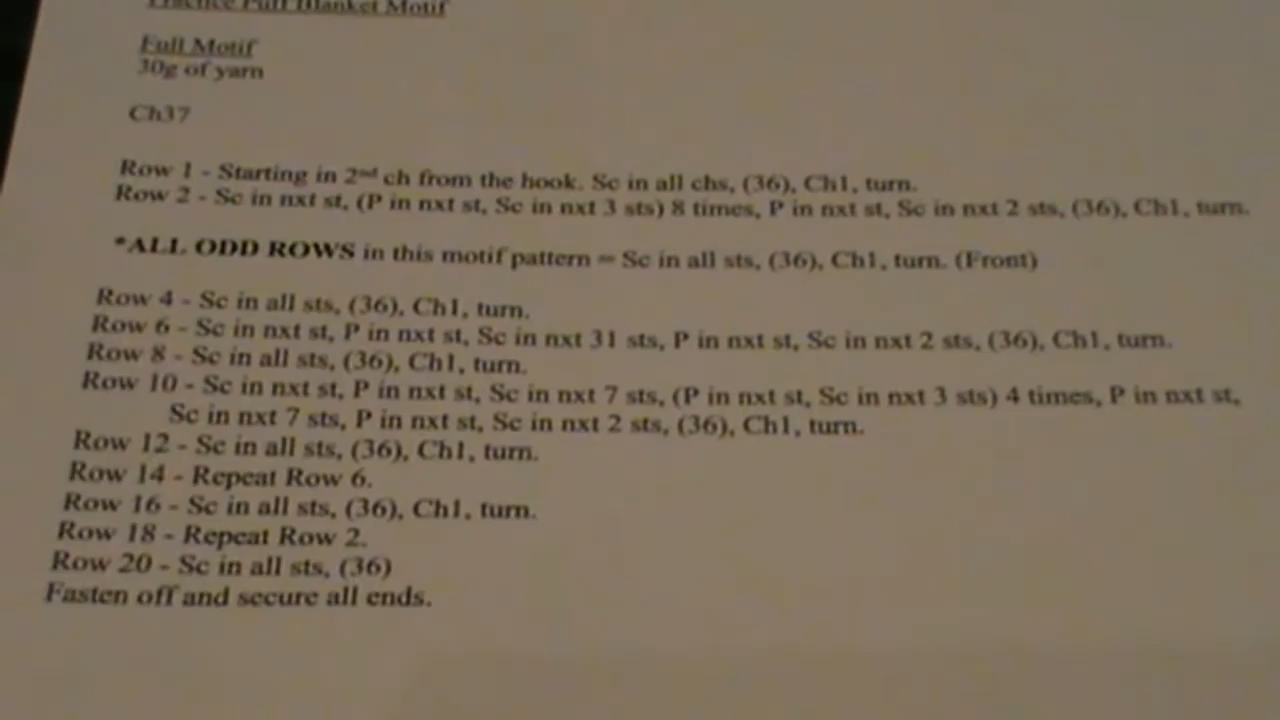 Practice Puff Blanket Motif
Full Motif
30g of yarn
Ch37
Row 1 - Starting in 2nd ch from the hook. Sc in all chs, (36), Ch1, turn.
Row 2 - Sc in nxt st, (P in nxt st, Sc in nxt 3 sts) 8 times, P in nxt st, Sc in nxt 2 sts, (36), Ch1, turn.
*ALL ODD ROWS in this motif pattern = Sc in all sts, (36), Ch1, turn. (Front)
Row 4 - Sc in all sts, (36), Ch1, turn.
Row 6 - Sc in nxt st, P in nxt st, Sc in nxt 31 sts, P in nxt st, Sc in nxt 2 sts, (36), Ch1, turn.
Row 8 - Sc in all sts, (36), Ch1, turn.
Row 10 - Sc in nxt st, P in nxt st, Sc in nxt 7 sts, (P in nxt st, Sc in nxt 3 sts) 4 times, P in nxt st,
Sc in nxt 7 sts, P in nxt st, Sc in nxt 2 sts, (36), Ch1, turn.
Row 12 - Sc in all sts, (36), Ch1, turn.
Row 14 - Repeat Row 6.
Row 16 - Sc in all sts, (36), Ch1, turn.
Row 18 - Repeat Row 2.
Row 20 - Sc in all sts, (36)
Fasten off and secure all ends.